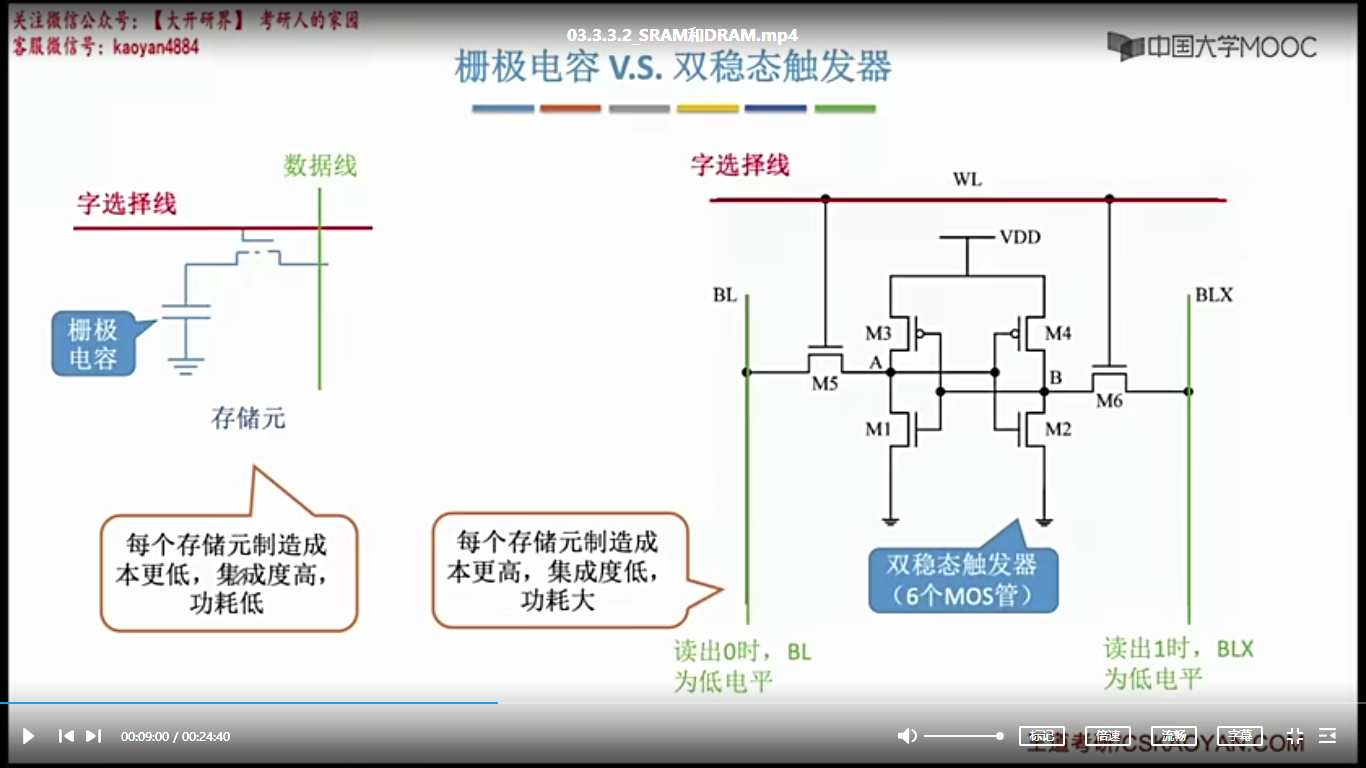 关注微信公众号:【大开研界】 考研人的家园
客服微信号: kaoyan4884
03.3.3.2_SRAM和DRAM.mp4
中国大学MOOC
栅极电容 V.S. 双稳态触发器
数据线
字选择线
栅极
电容
存储元
每个存储元制造成
本更低，集成度高，
功耗低
每个存储元制造成
本更高，集成度低，
功耗大
字选择线
WL
VDD
BL
BLX
M3
M4
A
B
M5
M6
M1
M2
双稳态触发器
（6个MOS管）
读出0时，BL
为低电平
读出1时，BLX
为低电平
00:09:00 / 00:24:40
标记
倍速
流畅
字幕
王道考研/CSKAOYAN.COM